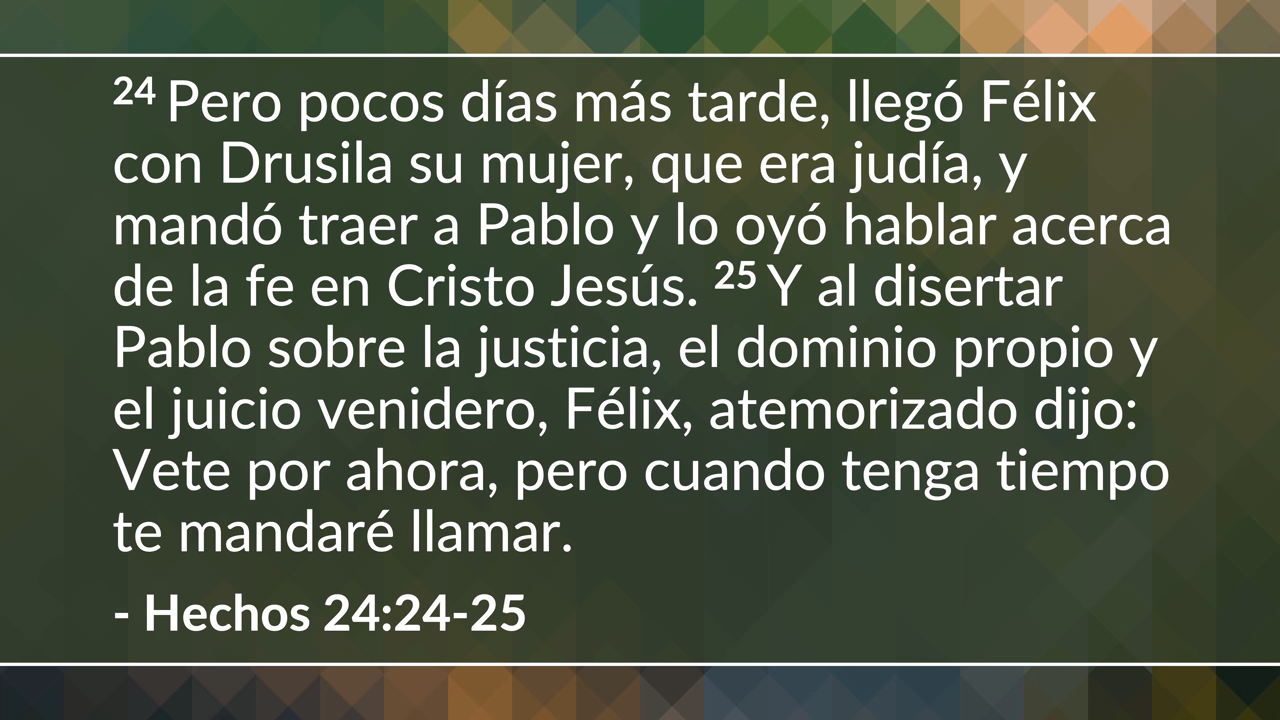 24 Pero pocos días más tarde, llegó Félix
con Drusila su mujer, que era judía, y
mandó traer a Pablo y lo oyó hablar acerca
de la fe en Cristo Jesús. 25 Y al disertar
Pablo sobre la justicia, el dominio propio y
el juicio venidero, Félix, atemorizado dijo:
Vete por ahora, pero cuando tenga tiempo
te mandaré llamar.
- Hechos 24:24-25